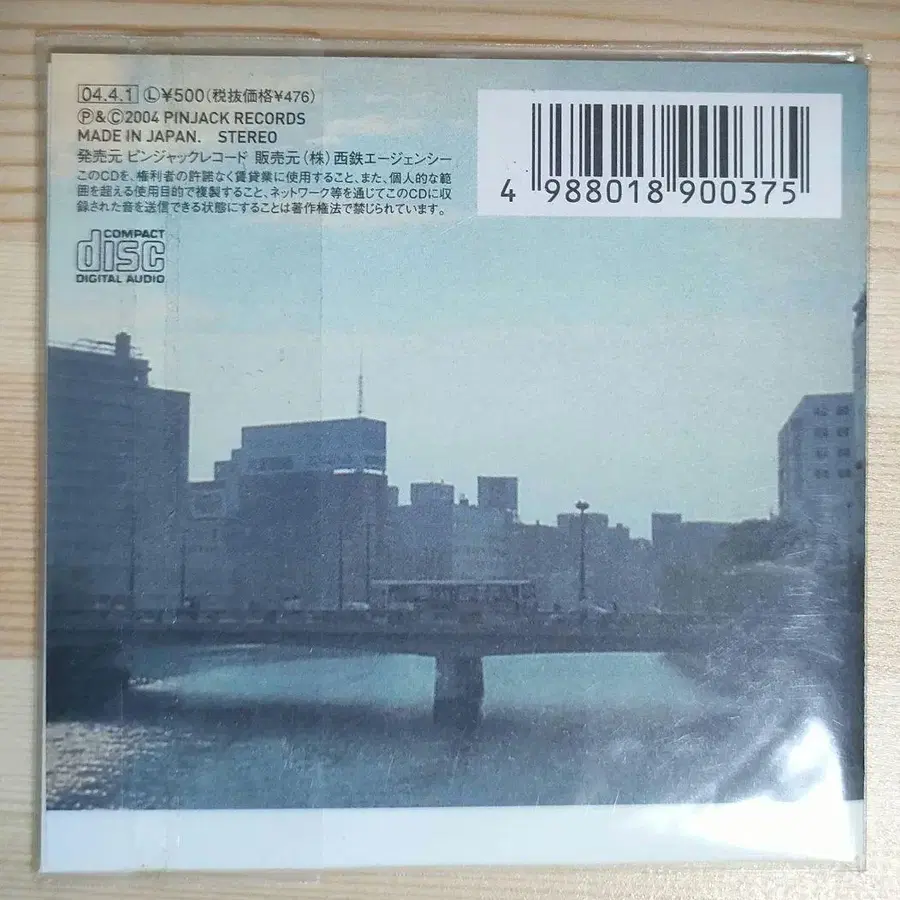 04.4.1 Ⓛ¥500(税抜価格¥476)
Ⓟ&Ⓒ2004 PINJACK RECORDS
MADE IN JAPAN. STEREO
発売元 ピンジャックレコード 販売元(株)西鉄エージェンシー
このCDを、権利者の許諾なく賃貸業に使用すること、また、個人的な範
囲を超える使用目的で複製すること、ネットワーク等を通じてこのCDに収
録された音を送信できる状態にすることは著作権法で禁じられています。
4 988018 900375
COMPACT
disc
DIGITAL AUDIO